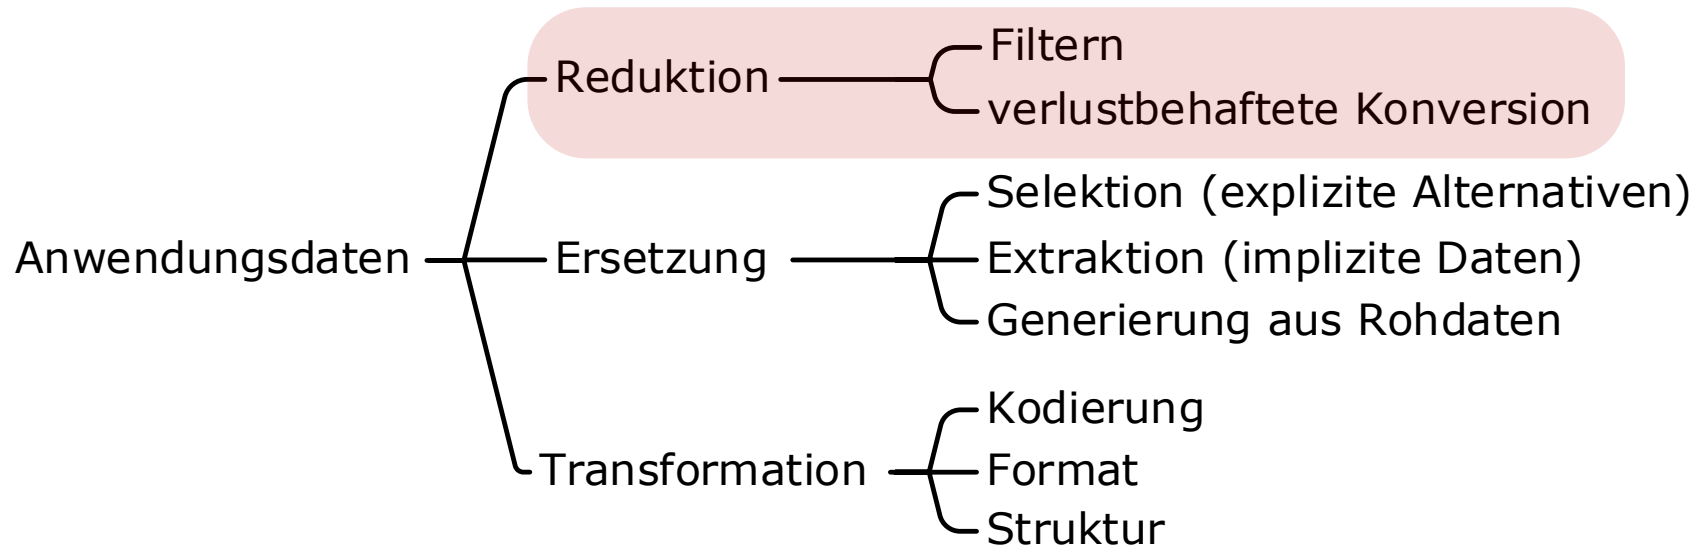 Anwendungsdaten
Reduktion
Filtern
verlustbehaftete Konversion
Ersetzung
Selektion (explizite Alternativen)
Extraktion (implizite Daten)
Generierung aus Rohdaten
Transformation
Kodierung
Format
Struktur